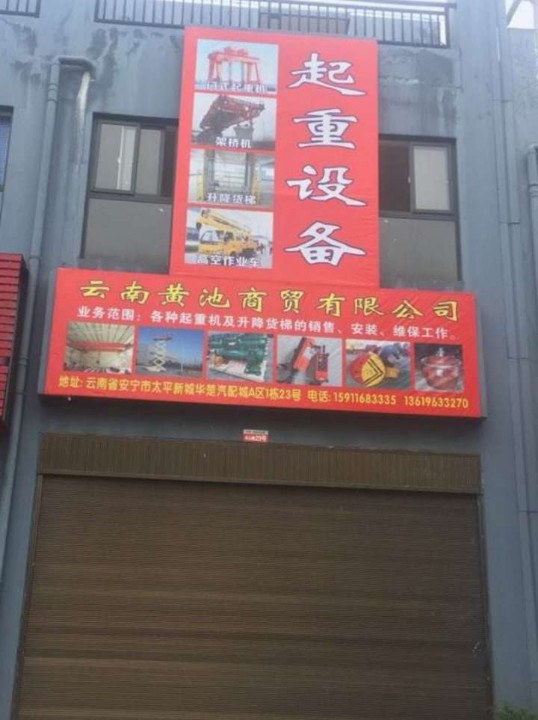 起重设备
门式起重机
架桥机
升降货梯
高空作业车
云南黄池商贸有限公司
业务范围：各种起重机及升降货梯的销售、安装、维保工作。
地址：云南省安宁市太平新城华楚汽配城A区1栋23号 电话：15911683335 13619633270